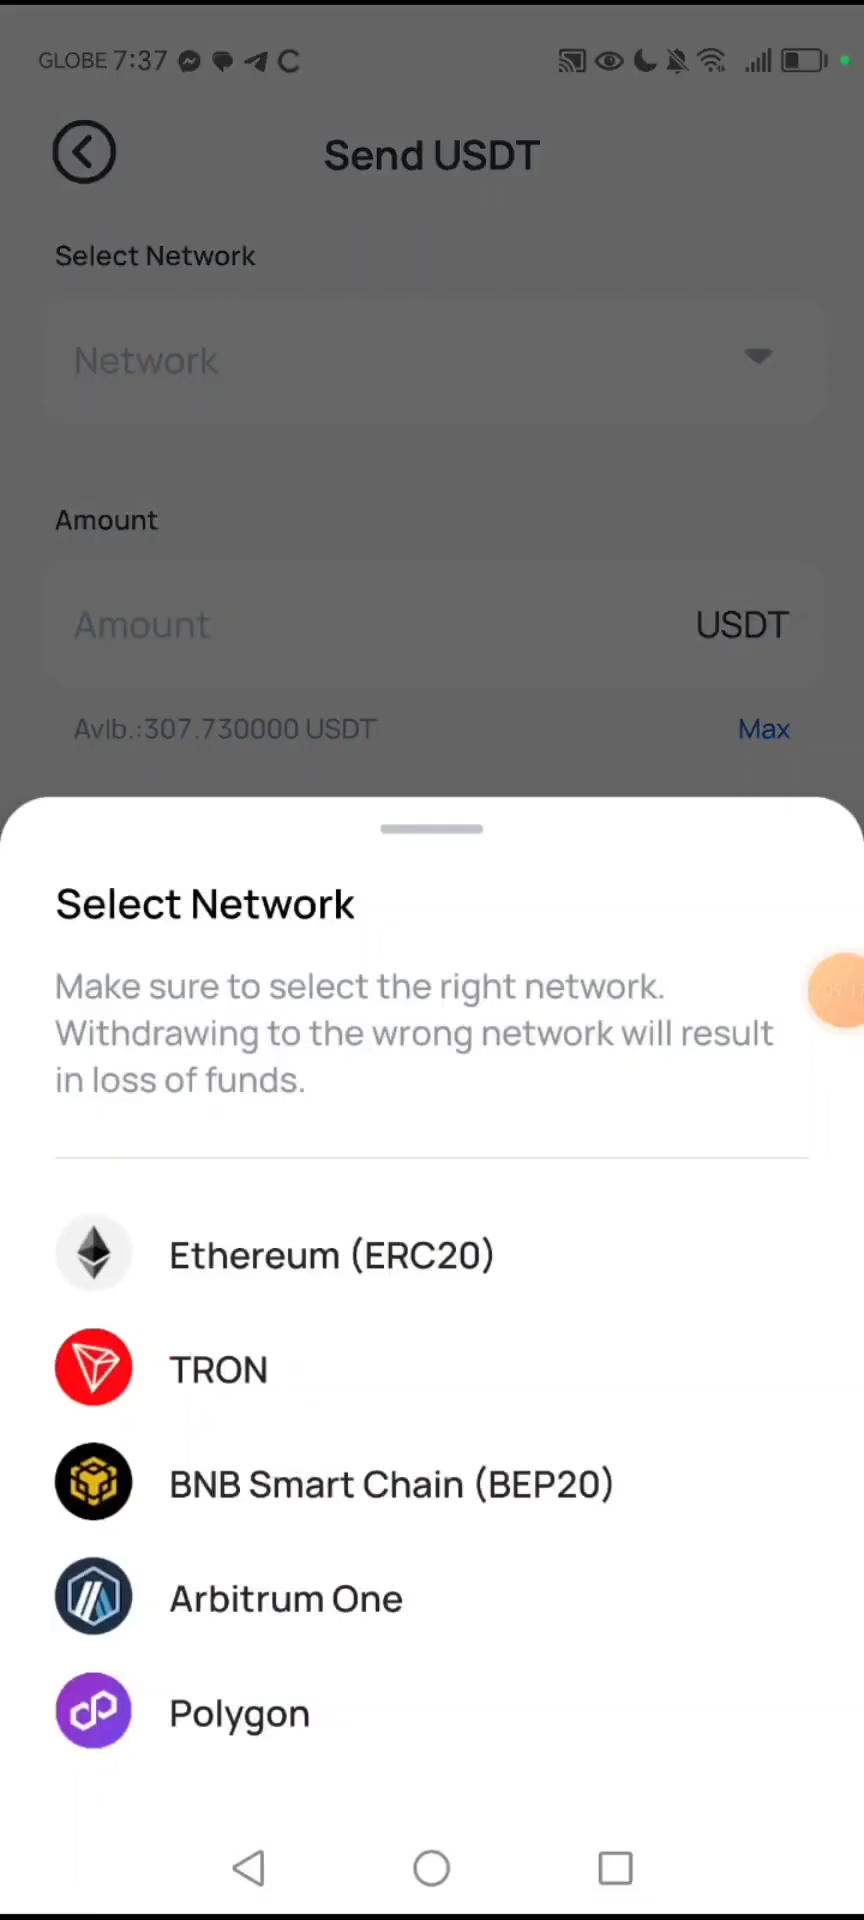 GLOBE 7:37
Send USDT
Select Network
Network
Amount
Amount USDT
Avlb.:307.730000 USDT Max
Select Network
Make sure to select the right network.
Withdrawing to the wrong network will result
in loss of funds.
Ethereum (ERC20)
TRON
BNB Smart Chain (BEP20)
Arbitrum One
Polygon